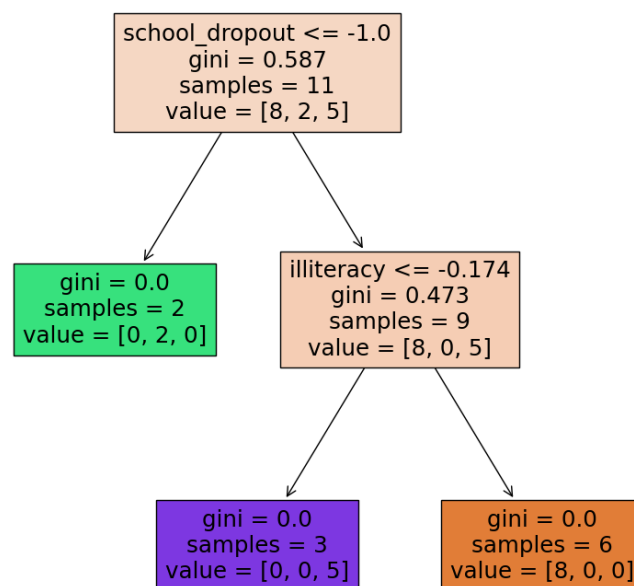 school_dropout <= -1.0
gini = 0.587
samples = 11
value = [8, 2, 5]
gini = 0.0
samples = 2
value = [0, 2, 0]
illiteracy <= -0.174
gini = 0.473
samples = 9
value = [8, 0, 5]
gini = 0.0
samples = 3
value = [0, 0, 5]
gini = 0.0
samples = 6
value = [8, 0, 0]